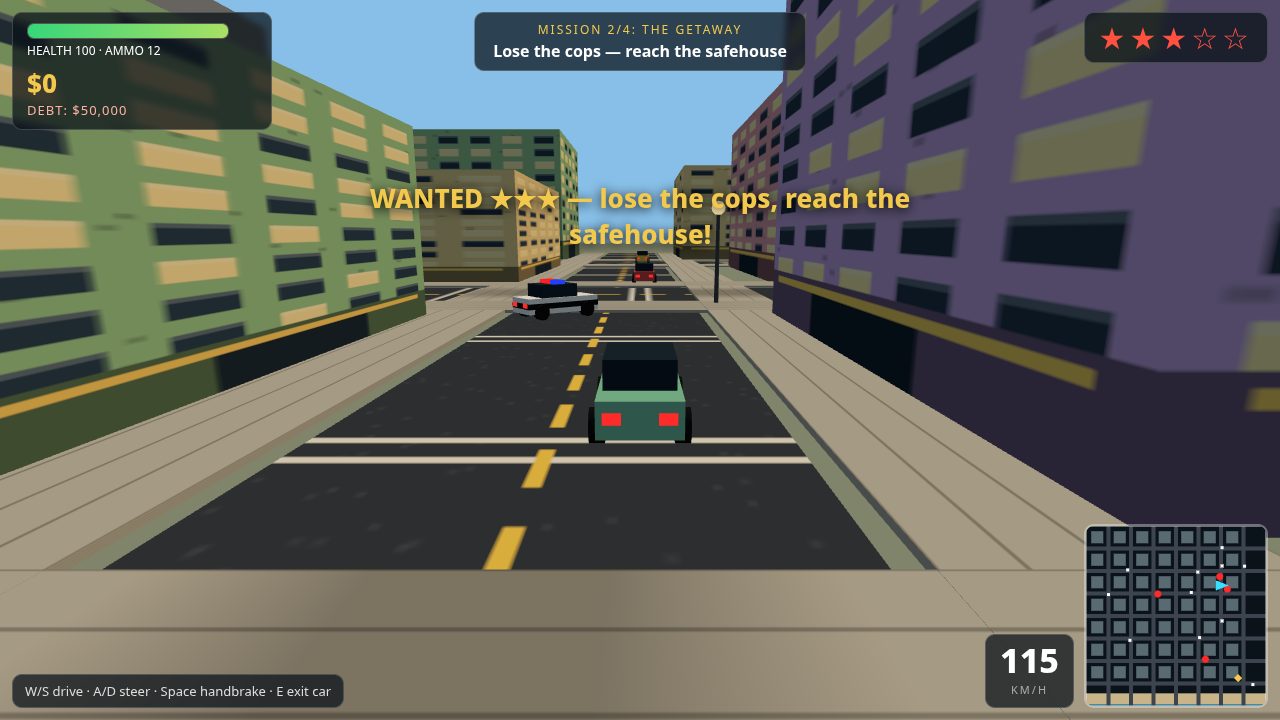 HEALTH 100 · AMMO 12
$0
DEBT: $50,000
MISSION 2/4: THE GETAWAY
Lose the cops — reach the safehouse
★★★☆☆
WANTED ★★★ — lose the cops, reach the
safehouse!
W/S drive · A/D steer · Space handbrake · E exit car
115
KM/H